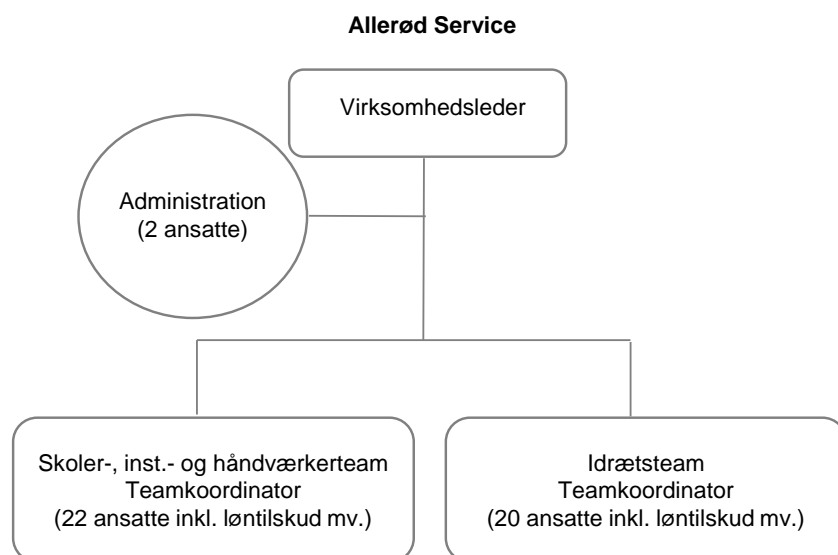 Allerød Service
Virksomhedsleder
Administration
(2 ansatte)
Skoler-, inst.- og håndværkerteam
Teamkoordinator
(22 ansatte inkl. løntilskud mv.)
Idrætsteam
Teamkoordinator
(20 ansatte inkl. løntilskud mv.)